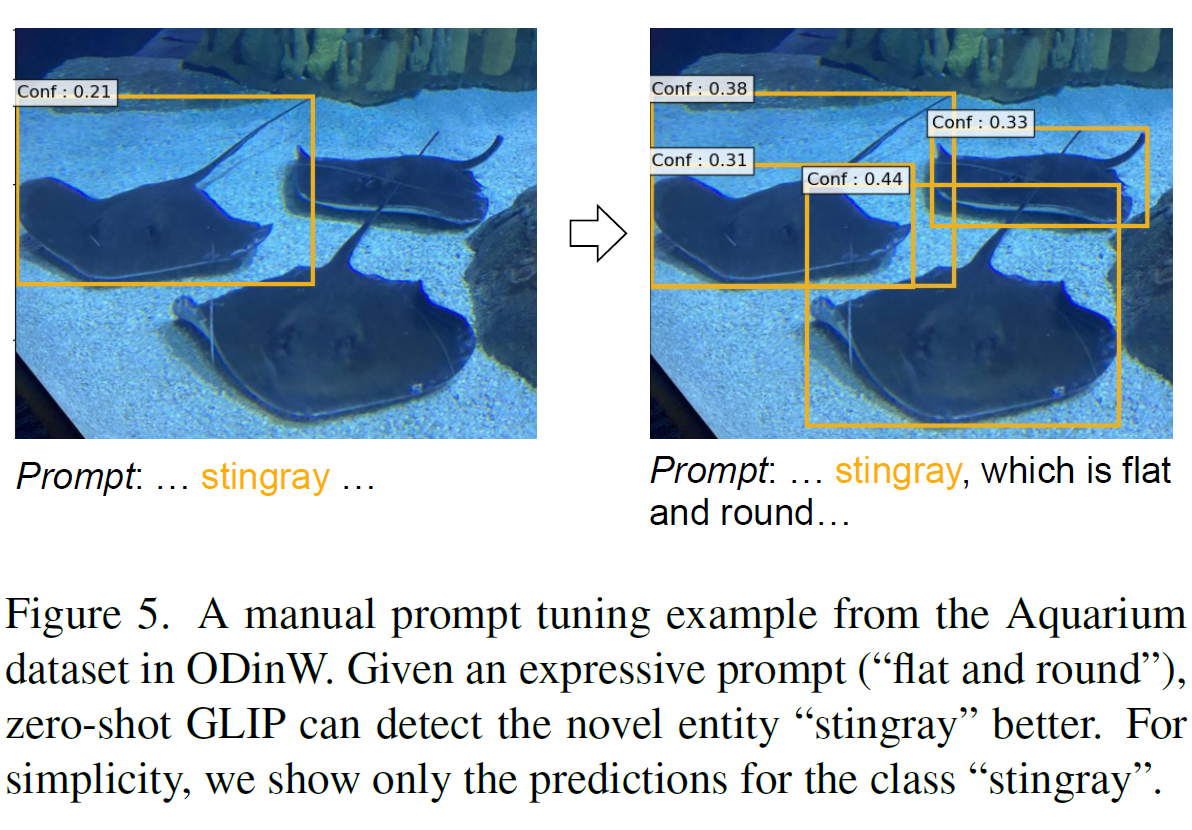 Conf : 0.21
Conf : 0.38
Conf : 0.33
Conf : 0.31
Conf : 0.44
Prompt: … stingray …
Prompt: … stingray, which is flat
and round…
Figure 5. A manual prompt tuning example from the Aquarium
dataset in ODinW. Given an expressive prompt (“flat and round”),
zero-shot GLIP can detect the novel entity “stingray” better. For
simplicity, we show only the predictions for the class “stingray”.